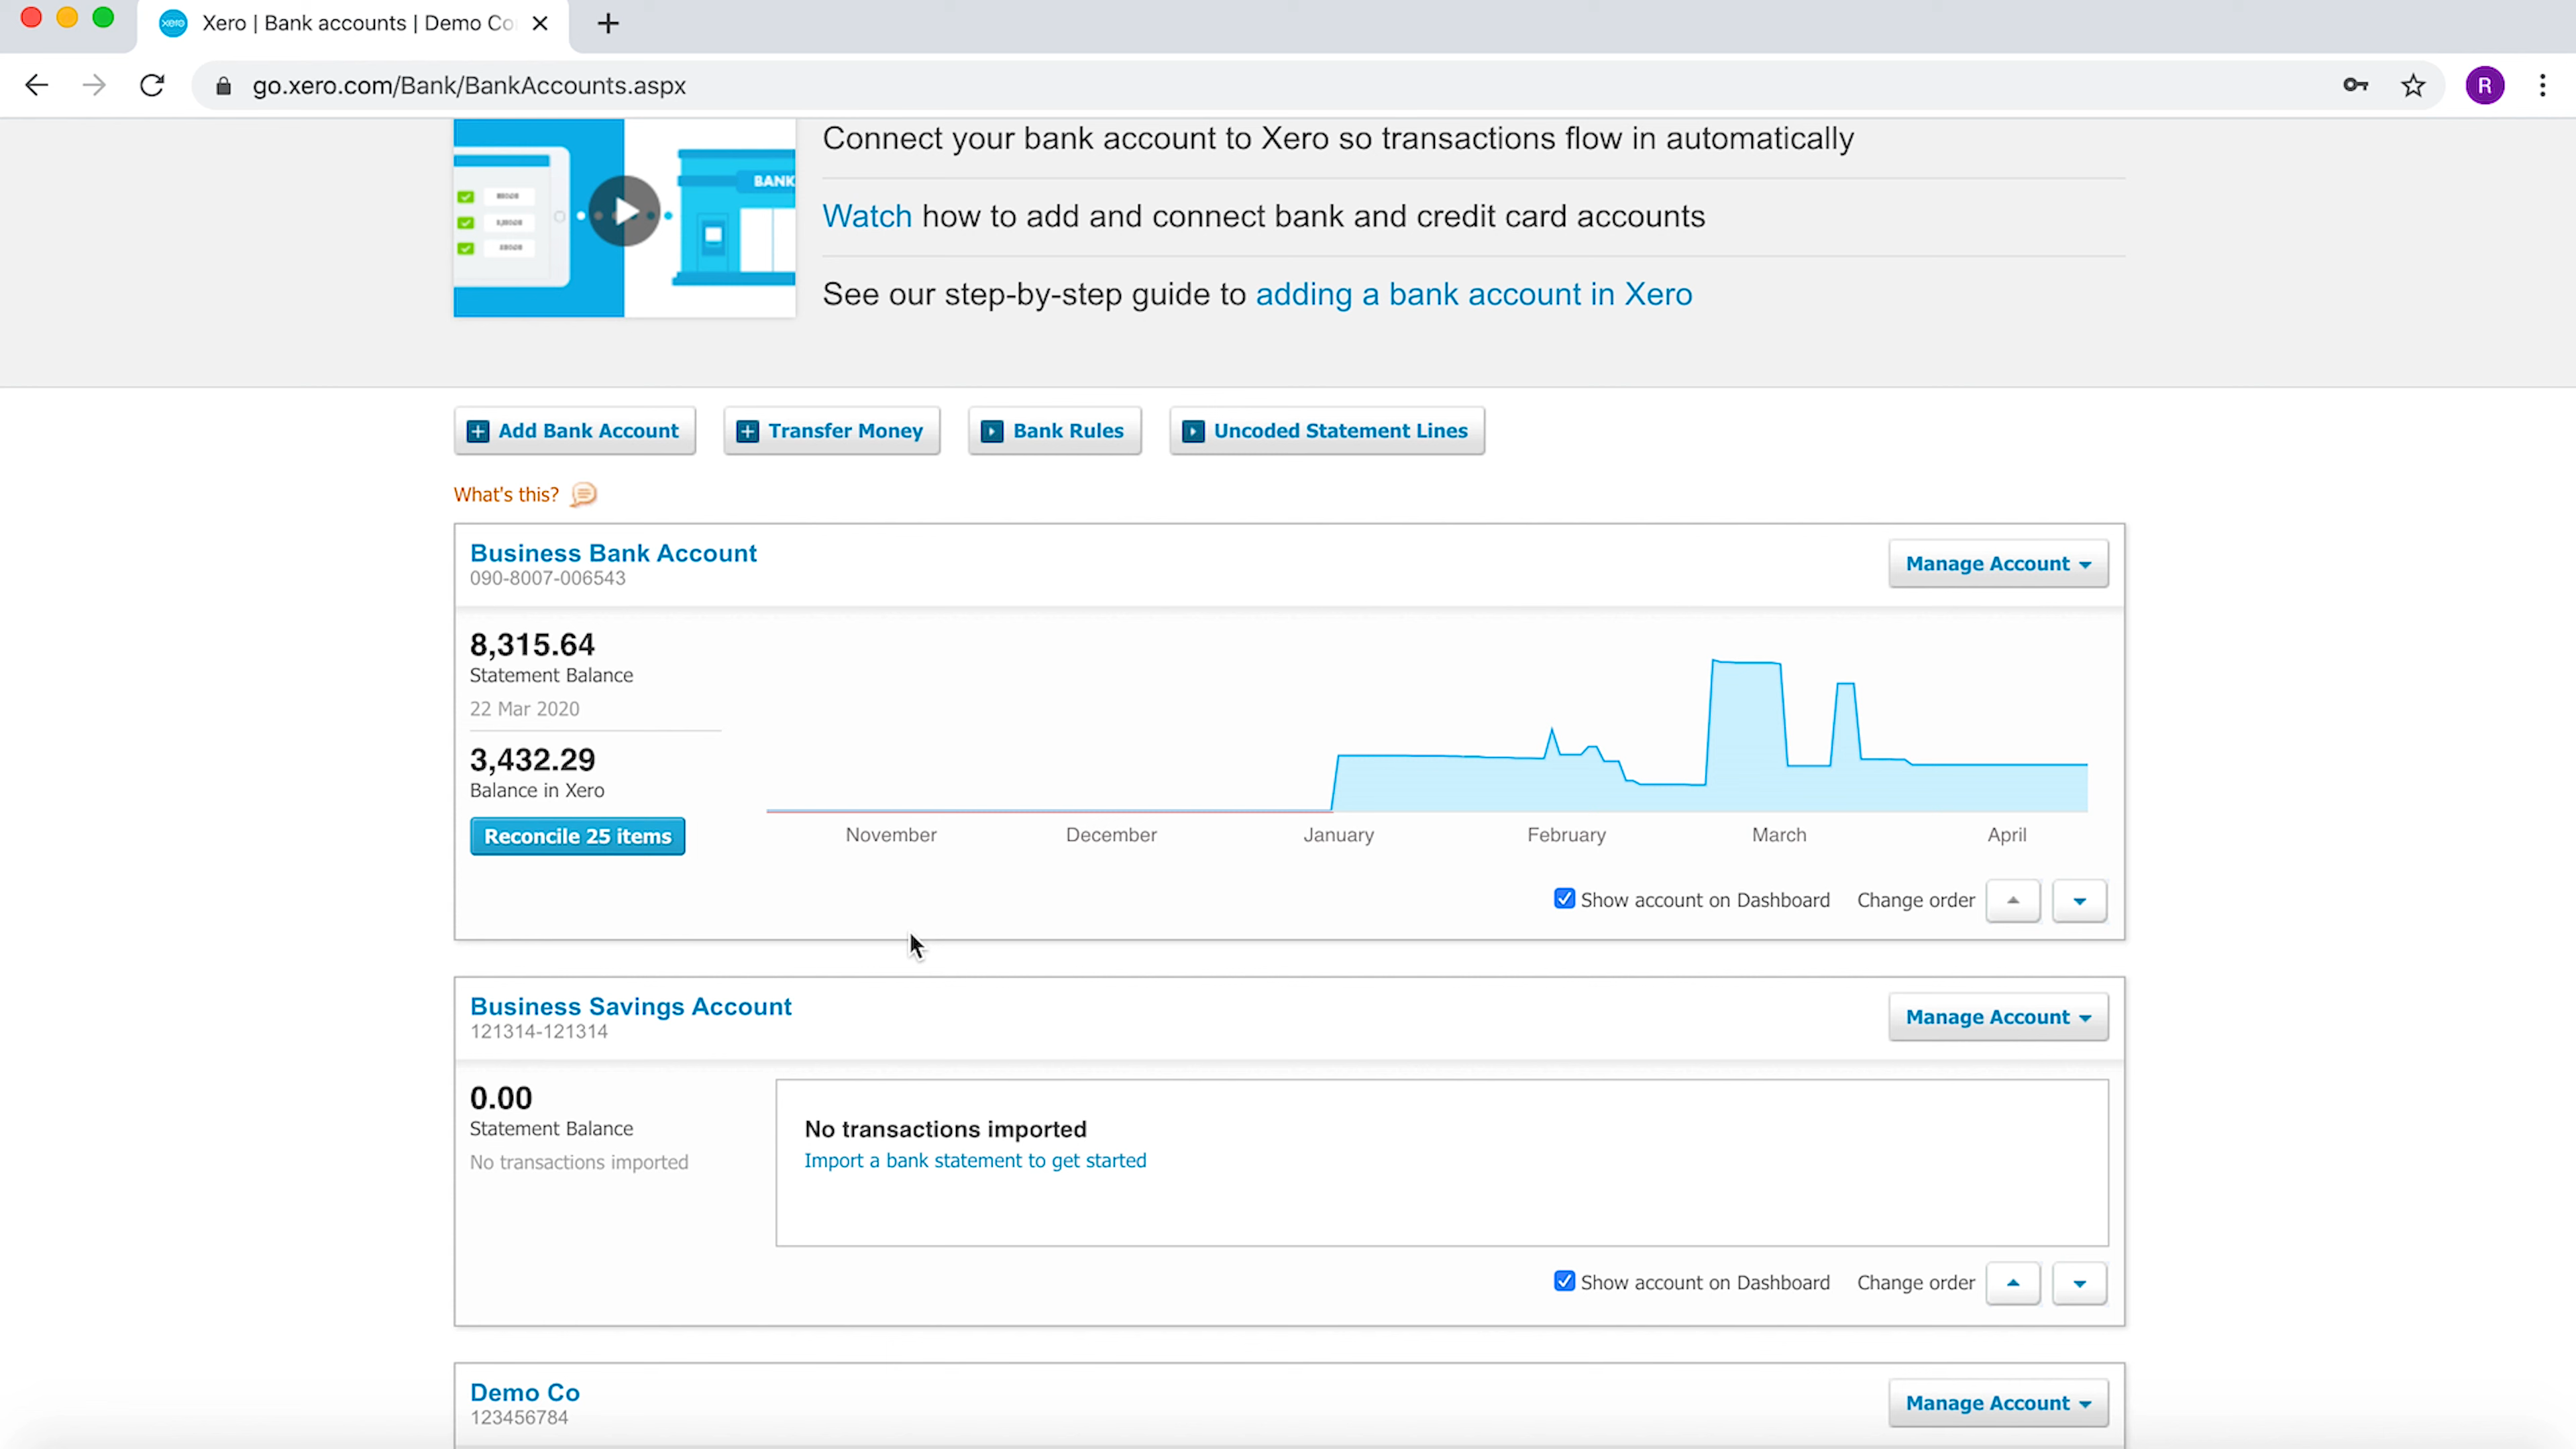 xero Xero | Bank accounts | Demo Co
go.xero.com/Bank/BankAccounts.aspx
R
BANK
Connect your bank account to Xero so transactions flow in automatically
Watch how to add and connect bank and credit card accounts
See our step-by-step guide to adding a bank account in Xero
Add Bank Account
Transfer Money
Bank Rules
Uncoded Statement Lines
What's this?
Business Bank Account
090-8007-006543
Manage Account
8,315.64
Statement Balance
22 Mar 2020
3,432.29
Balance in Xero
Reconcile 25 items
November December January February March April
Show account on Dashboard Change order
Business Savings Account
121314-121314
Manage Account
0.00
Statement Balance
No transactions imported
No transactions imported
Import a bank statement to get started
Show account on Dashboard Change order
Demo Co
123456784
Manage Account